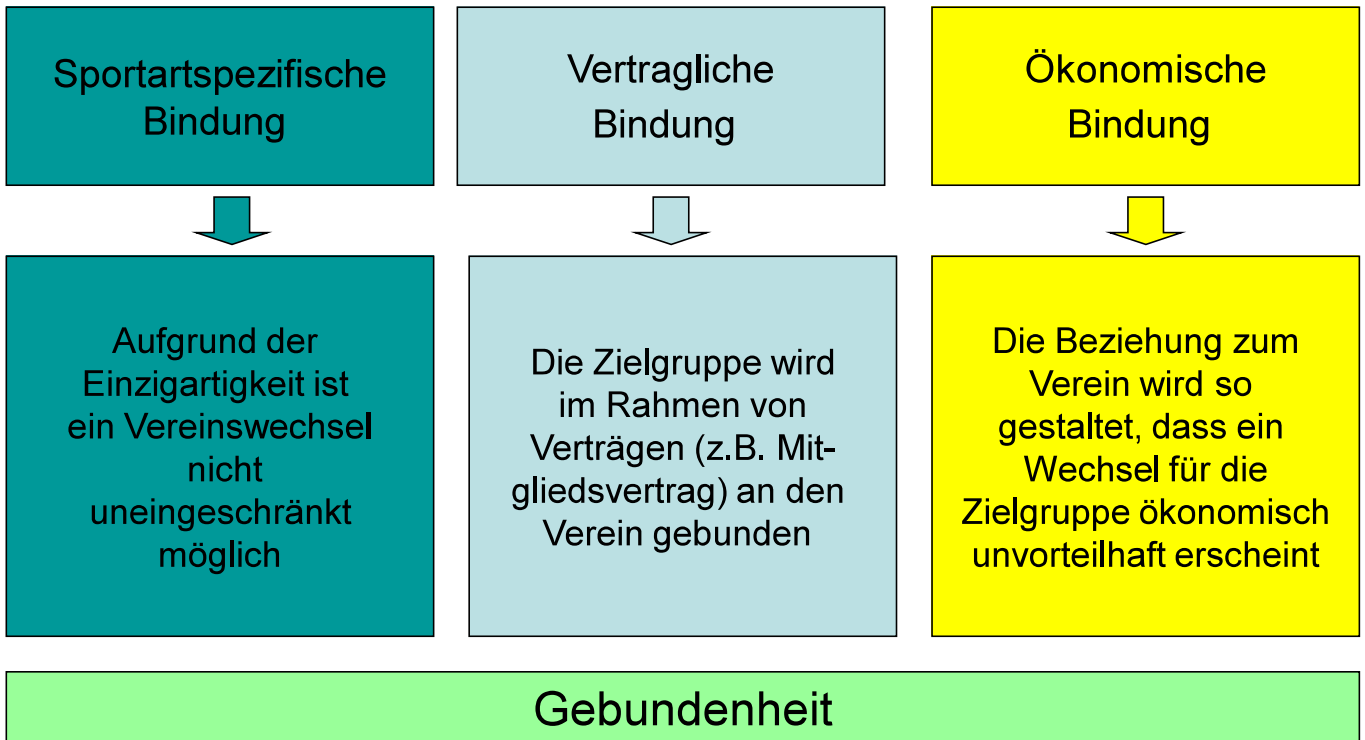 Sportartspezifische
Bindung
Vertragliche
Bindung
Ökonomische
Bindung
Aufgrund der
Einzigartigkeit ist
ein Vereinswechsel
nicht
uneingeschränkt
möglich
Die Zielgruppe wird
im Rahmen von
Verträgen (z.B. Mit-
gliedsvertrag) an den
Verein gebunden
Die Beziehung zum
Verein wird so
gestaltet, dass ein
Wechsel für die
Zielgruppe ökonomisch
unvorteilhaft erscheint
Gebundenheit